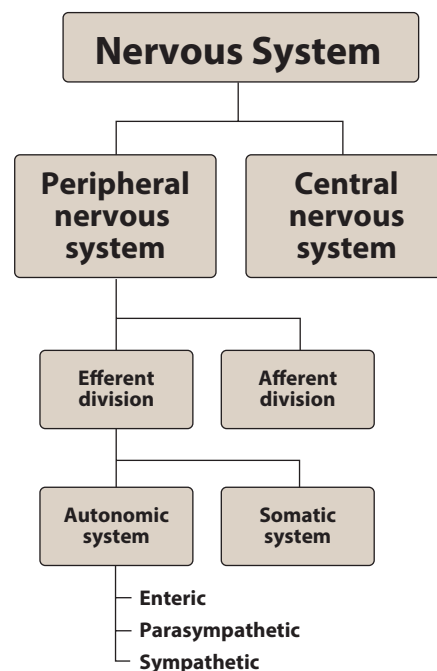 Nervous System
Peripheral
nervous
system
Central
nervous
system
Efferent
division
Afferent
division
Autonomic
system
Somatic
system
Enteric
Parasympathetic
Sympathetic